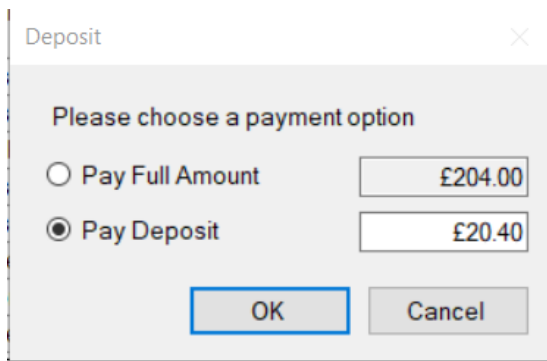 Deposit
Please choose a payment option
Pay Full Amount £204.00
Pay Deposit £20.40
OK Cancel